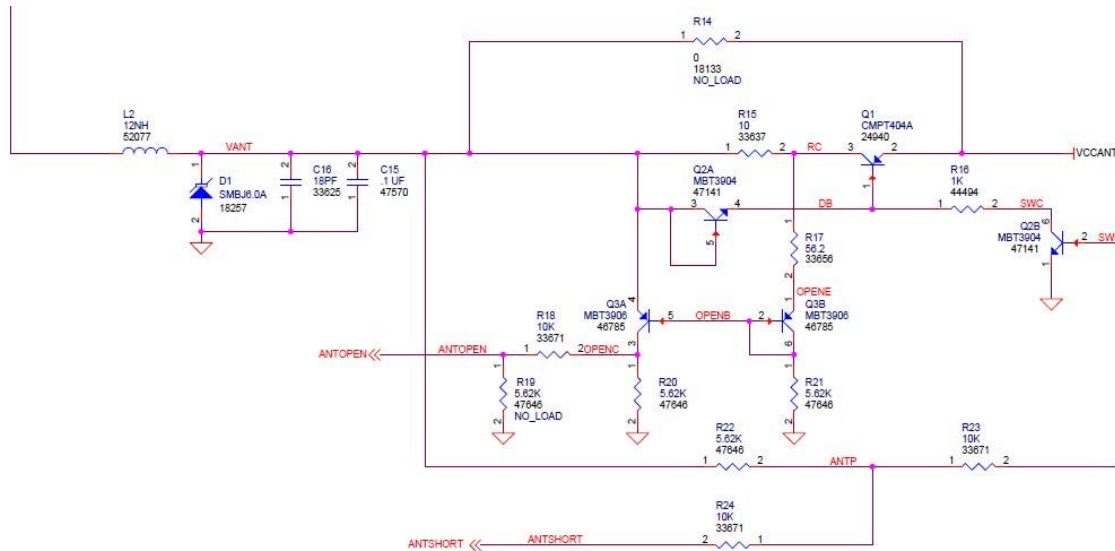 R14
1
2
0
18133
NO_LOAD
L2
12NH
52077
VANT
R15
10
33637
1
2
RC
Q1
CMPT404A
24940
3
2
1
VCCANT
1
D1
SMBJ6.0A
18257
2
2
C16
18PF
33625
1
2
C15
.1 UF
47570
1
Q2A
MBT3904
47141
3
4
5
DB
R16
1K
44494
1
2
SWC
6
Q2B
MBT3904
47141
2
SW
1
1
R17
56.2
33656
2
OPENE
Q3A
MBT3906
46785
4
5
3
OPENB
1
Q3B
MBT3906
46785
2
6
R18
10K
33671
1
2
OPENC
ANTOPEN
ANTOPEN
1
R19
5.62K
47646
NO_LOAD
2
1
R20
5.62K
47646
2
1
R21
5.62K
47646
2
R22
5.62K
47646
1
2
ANTP
R23
10K
33671
1
2
R24
10K
33671
2
1
ANTSHORT
ANTSHORT